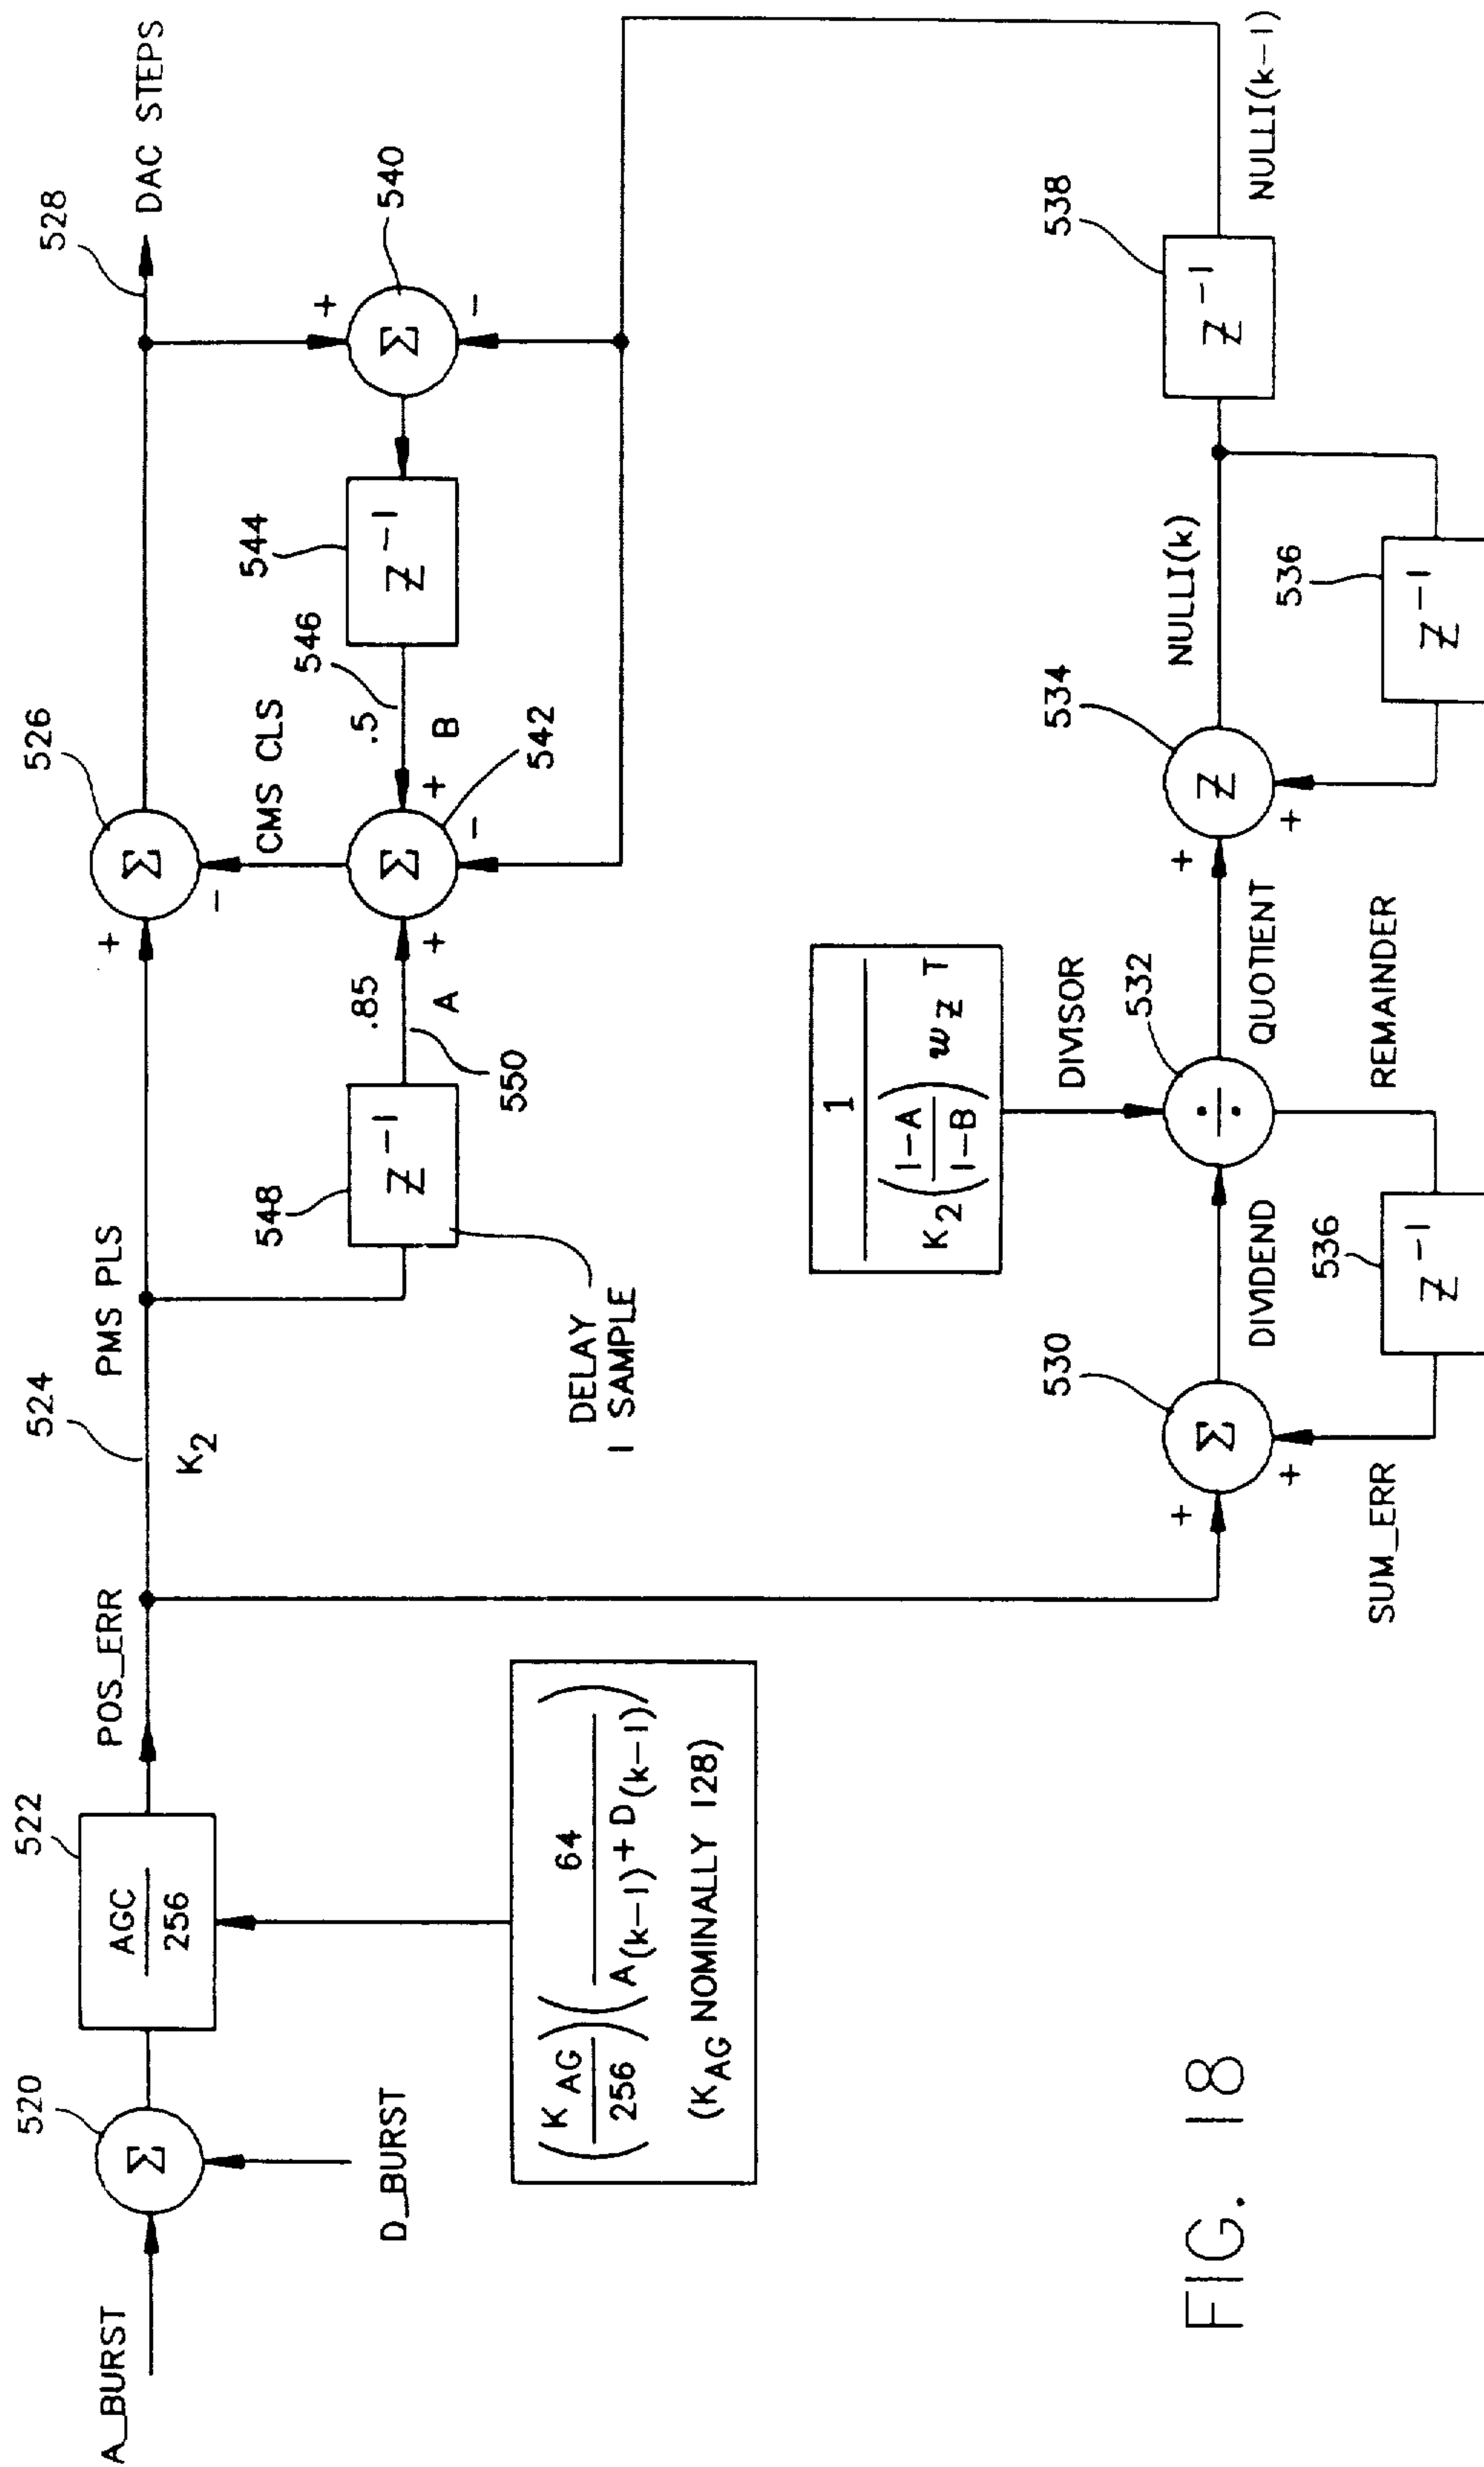 A_BURST
520
Σ
D_BURST
522
AGC
256
(K AG / 256) (64 / A(k-1) + D(k-1))
(K AG NOMINALLY 128)
POS_ERR
524
K2
PMS PLS
548
Z -1
DELAY
1 SAMPLE
550
.85
A
526
Σ
+
-
CMS CLS
Σ
+
+
-
542
546
.5
B
544
Z -1
540
Σ
+
-
528
DAC STEPS
530
Σ
+
+
SUM_ERR
DIVIDEND
536
Z -1
1
K2 (1-A / 1-B) wZ T
DIVISOR
532
÷
QUOTIENT
REMAINDER
534
Z
+
+
NULLI(k)
536
Z -1
538
Z -1
NULLI(k-1)
FIG. 18